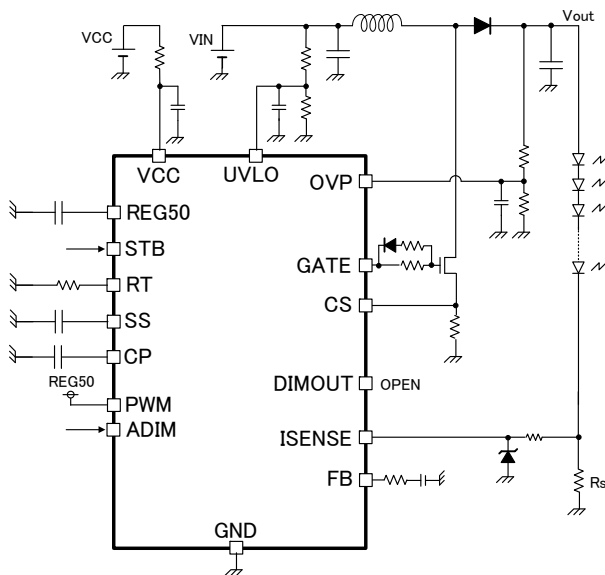 VCC
VIN
Vout
VCC
UVLO
OVP
REG50
STB
GATE
RT
CS
SS
CP
REG50
DIMOUT
OPEN
PWM
ADIM
ISENSE
FB
Rs
GND